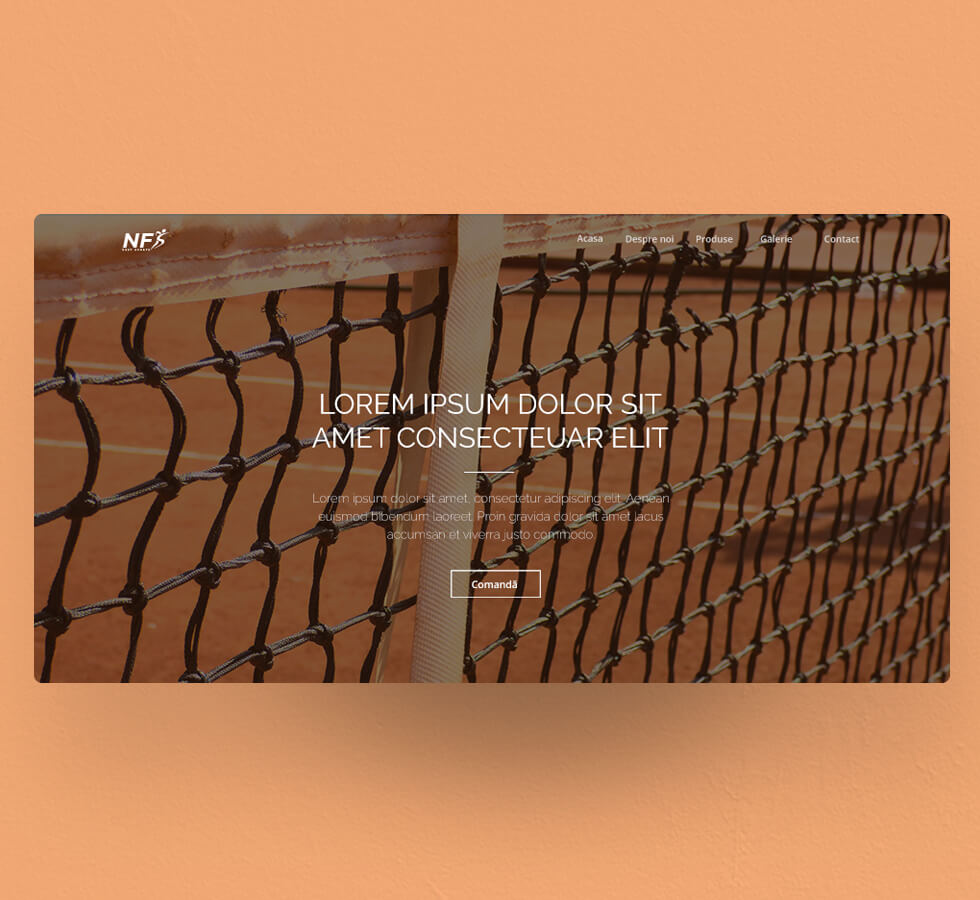 NF
Acasa Despre noi Produse Galerie Contact
LOREM IPSUM DOLOR SIT
AMET CONSECTEUAR ELIT
Lorem ipsum dolor sit amet, consectetur adipiscing elit. Aenean
euismod bibendum laoreet. Proin gravida dolor sit amet lacus
accumsan et viverra justo commodo.
Comandă